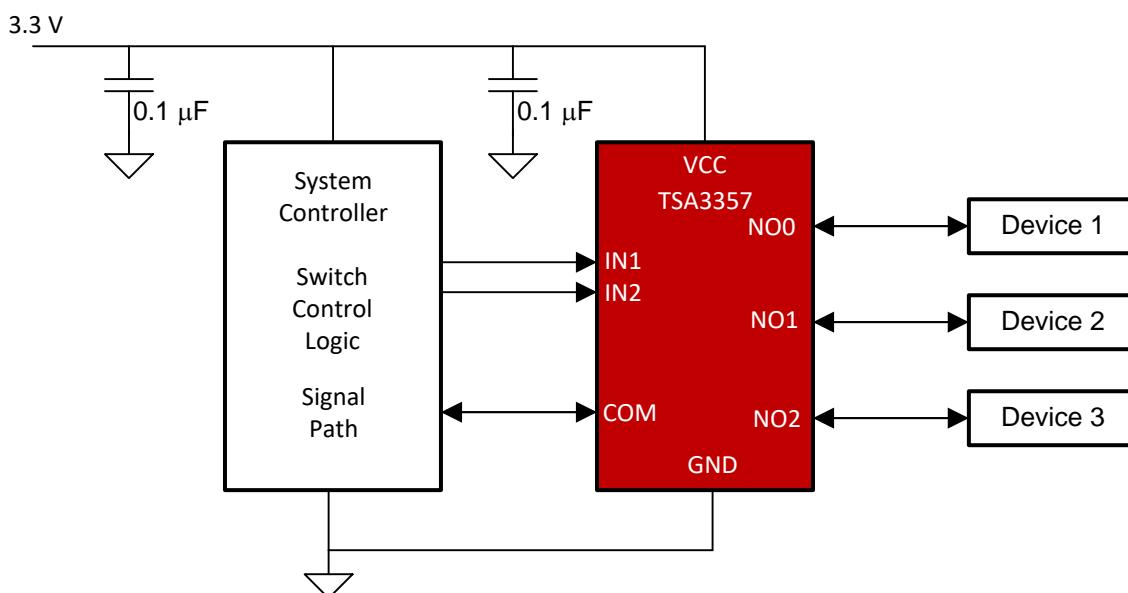 3.3 V
0.1 μF
0.1 μF
System
Controller
Switch
Control
Logic
Signal
Path
VCC
TSA3357
IN1
IN2
COM
NO0
NO1
NO2
GND
Device 1
Device 2
Device 3